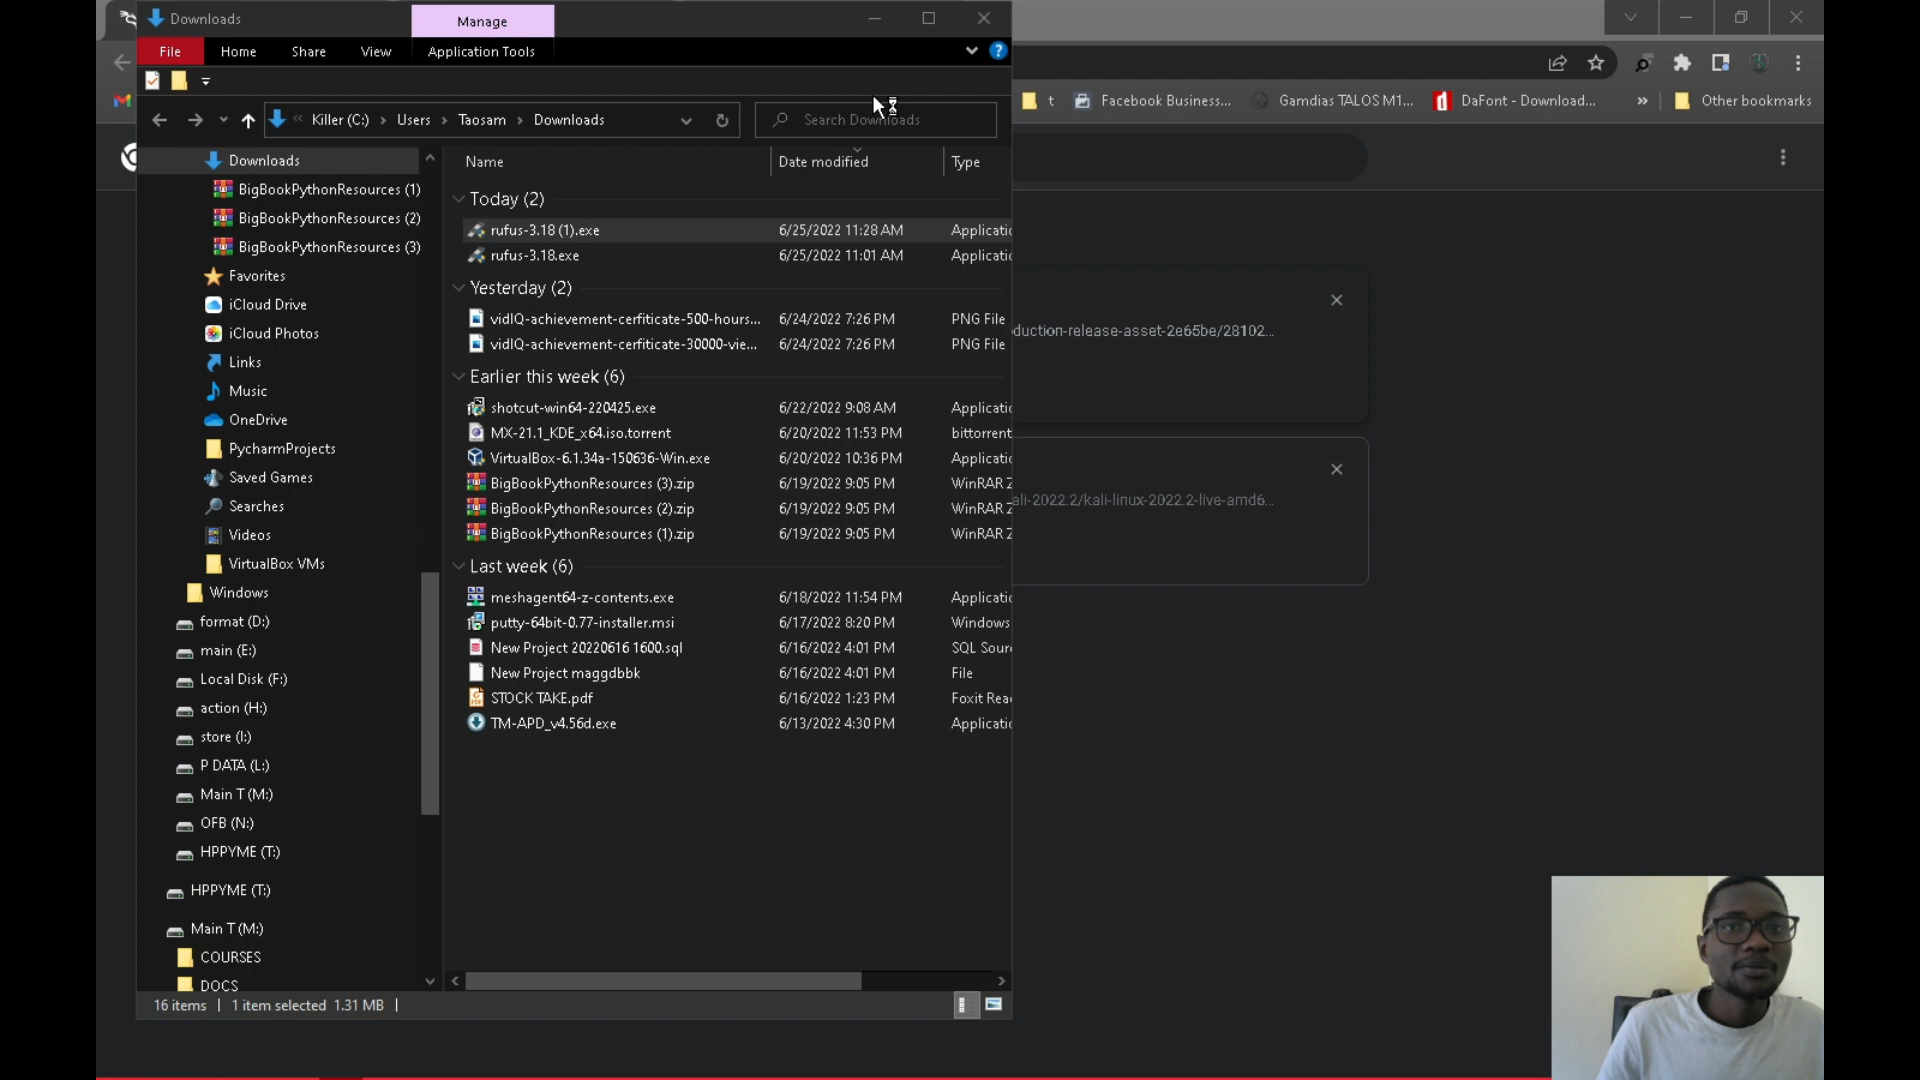 Downloads
Manage
File
Home
Share
View
Application Tools
Killer (C:)
Users
Taosam
Downloads
Search Downloads
t
Facebook Business...
Gamdias TALOS M1...
DaFont - Download...
»
Other bookmarks
Downloads
BigBookPythonResources (1)
BigBookPythonResources (2)
BigBookPythonResources (3)
Favorites
iCloud Drive
iCloud Photos
Links
Music
OneDrive
PycharmProjects
Saved Games
Searches
Videos
VirtualBox VMs
Windows
format (D:)
main (E:)
Local Disk (F:)
action (H:)
store (I:)
P DATA (L:)
Main T (M:)
OFB (N:)
HPPYME (T:)
HPPYME (T:)
Main T (M:)
COURSES
DOCS
Name Date modified Type
Today (2)
rufus-3.18 (1).exe 6/25/2022 11:28 AM Applicatio
rufus-3.18.exe 6/25/2022 11:01 AM Applicatio
Yesterday (2)
vidIQ-achievement-cerfiticate-500-hours... 6/24/2022 7:26 PM PNG File
vidIQ-achievement-cerfiticate-30000-vie... 6/24/2022 7:26 PM PNG File
Earlier this week (6)
shotcut-win64-220425.exe 6/22/2022 9:08 AM Applicatio
MX-21.1_KDE_x64.iso.torrent 6/20/2022 11:53 PM bittorrent
VirtualBox-6.1.34a-150636-Win.exe 6/20/2022 10:36 PM Applicatio
BigBookPythonResources (3).zip 6/19/2022 9:05 PM WinRAR Z
BigBookPythonResources (2).zip 6/19/2022 9:05 PM WinRAR Z
BigBookPythonResources (1).zip 6/19/2022 9:05 PM WinRAR Z
Last week (6)
meshagent64-z-contents.exe 6/18/2022 11:54 PM Applicatio
putty-64bit-0.77-installer.msi 6/17/2022 8:20 PM Windows
New Project 20220616 1600.sql 6/16/2022 4:01 PM SQL Sour
New Project maggdbbk 6/16/2022 4:01 PM File
STOCK TAKE.pdf 6/16/2022 1:23 PM Foxit Rea
TM-APD_v4.56d.exe 6/13/2022 4:30 PM Applicatio
duction-release-asset-2e65be/28102...
ali-2022.2/kali-linux-2022.2-live-amd6...
16 items | 1 item selected 1.31 MB |